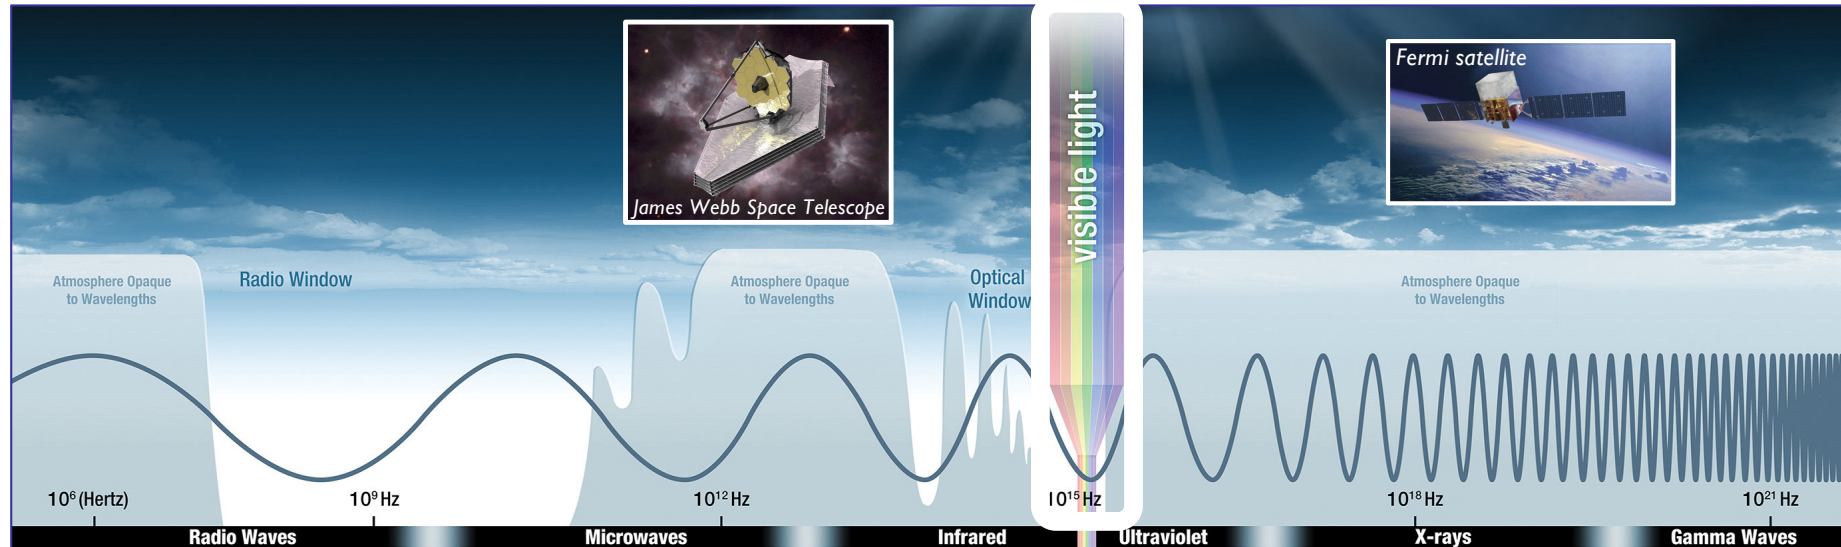 James Webb Space Telescope
visible light
Fermi satellite
Atmosphere Opaque
to Wavelengths
Radio Window
Atmosphere Opaque
to Wavelengths
Optical
Window
Atmosphere Opaque
to Wavelengths
10⁶ (Hertz)
10⁹ Hz
10¹² Hz
10¹⁵ Hz
10¹⁸ Hz
10²¹ Hz
Radio Waves
Microwaves
Infrared
Ultraviolet
X-rays
Gamma Waves